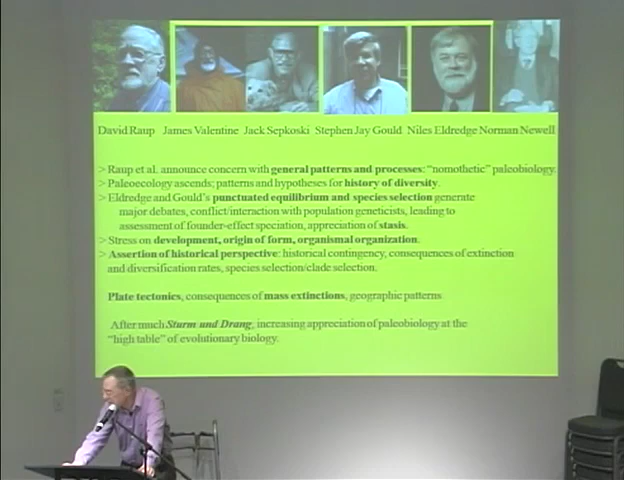 David Raup James Valentine Jack Sepkoski Stephen Jay Gould Niles Eldredge Norman Newell
> Raup et al. announce concern with general patterns and processes: "nomothetic" paleobiology.
> Paleoecology ascends; patterns and hypotheses for history of diversity.
> Eldredge and Gould's punctuated equilibrium and species selection generate
major debates, conflict/interaction with population geneticists, leading to
assessment of founder-effect speciation, appreciation of stasis.
> Stress on development, origin of form, organismal organization.
> Assertion of historical perspective: historical contingency, consequences of extinction
and diversification rates, species selection/clade selection.
Plate tectonics, consequences of mass extinctions, geographic patterns
After much Sturm und Drang, increasing appreciation of paleobiology at the
"high table" of evolutionary biology.